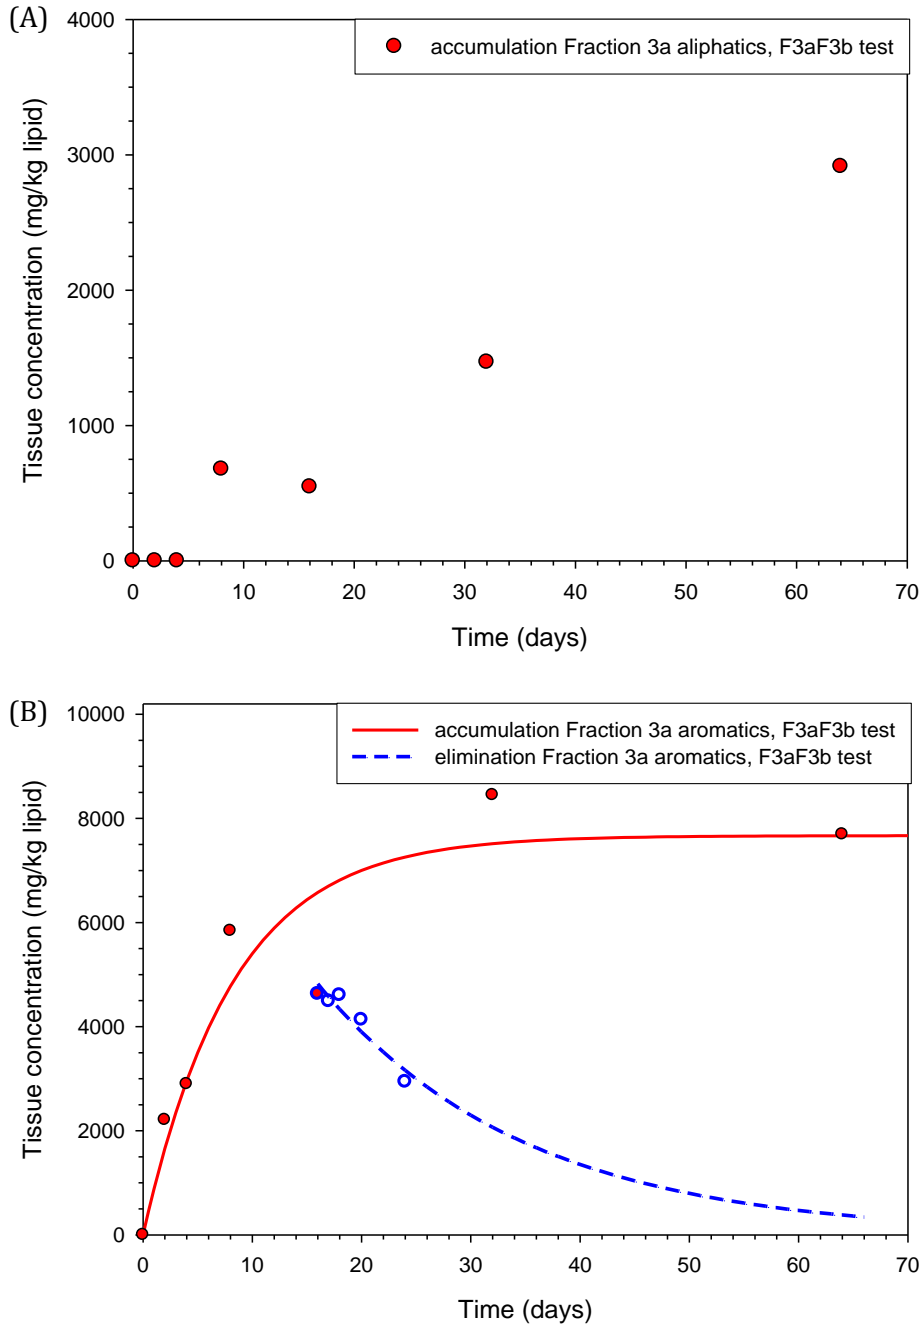 (A)
4000
accumulation Fraction 3a aliphatics, F3aF3b test
3000
2000
1000
0
Tissue concentration (mg/kg lipid)
0 10 20 30 40 50 60 70
Time (days)
(B)
10000
accumulation Fraction 3a aromatics, F3aF3b test
elimination Fraction 3a aromatics, F3aF3b test
8000
6000
4000
2000
0
Tissue concentration (mg/kg lipid)
0 10 20 30 40 50 60 70
Time (days)